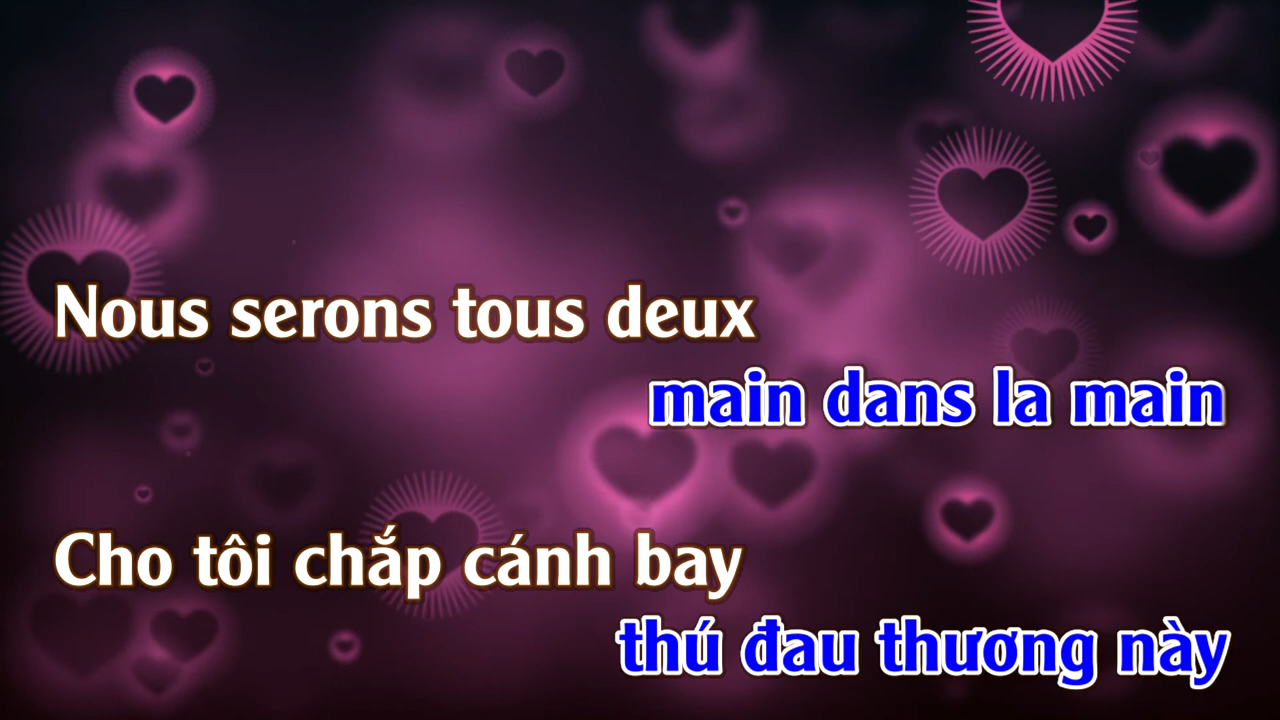 Nous serons tous deux
main dans la main
Cho tôi chắp cánh bay
thú đau thương này